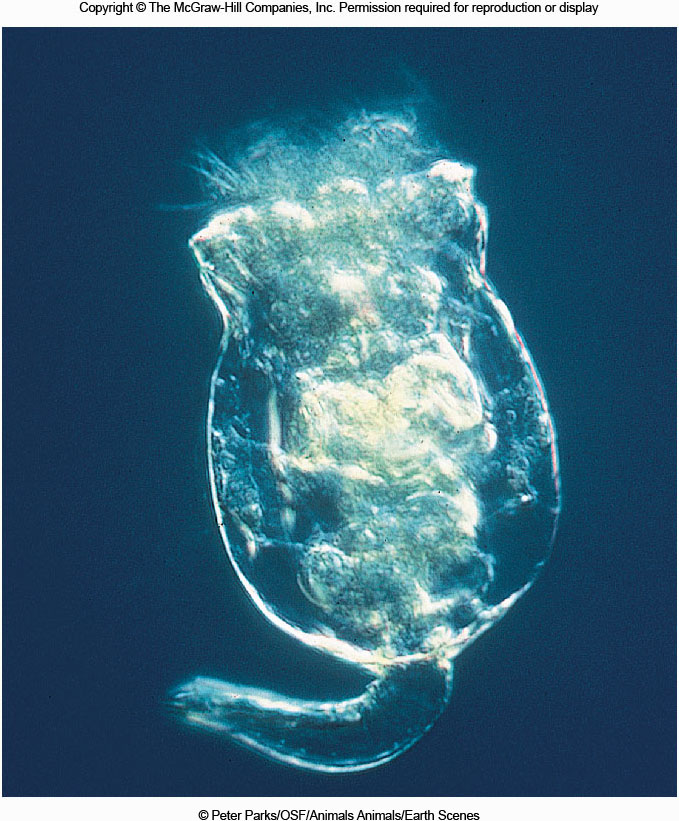 Copyright © The McGraw-Hill Companies, Inc. Permission required for reproduction or display
© Peter Parks/OSF/Animals Animals/Earth Scenes